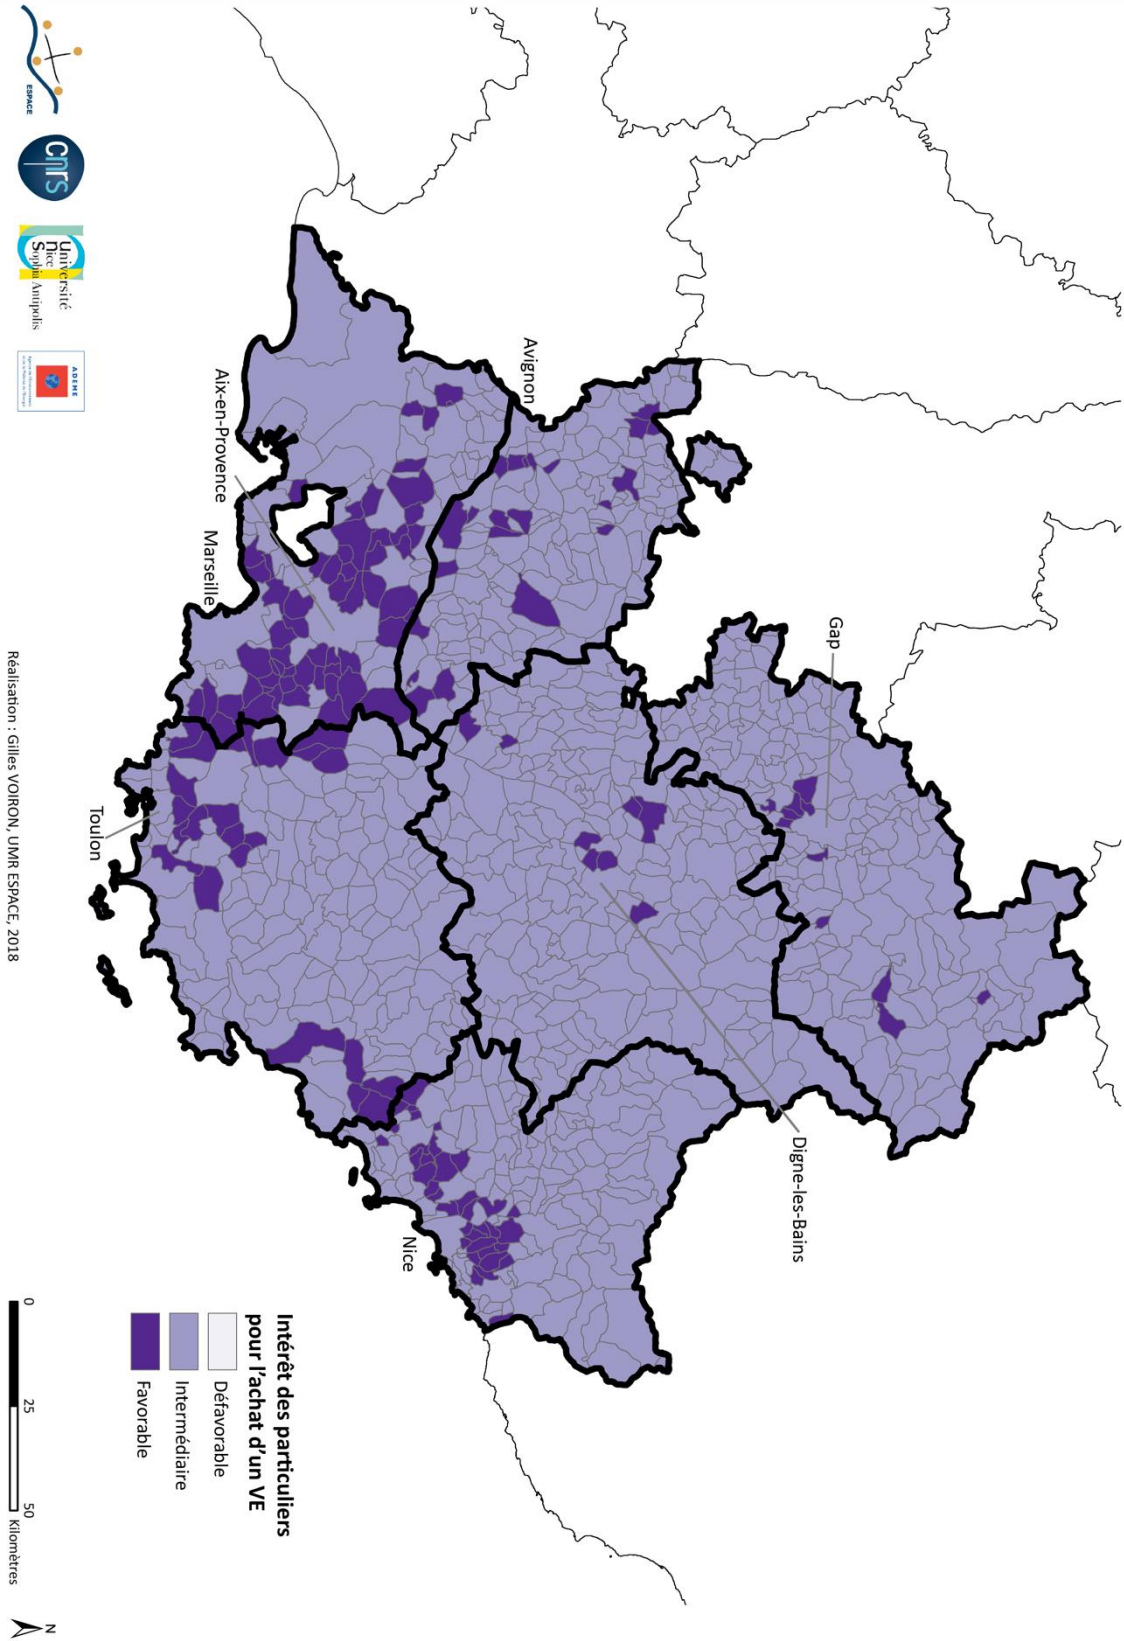 Gap
Digne-les-Bains
Avignon
Aix-en-Provence
Marseille
Nice
Toulon
Intérêt des particuliers
pour l'achat d'un VE
Défavorable
Intermédiaire
Favorable
0 25 50 Kilomètres
N
ESPACE
cnrs
Université
nice
Sophia Antipolis
ADEME
Réalisation : Gilles VOIRON, UMR ESPACE, 2018